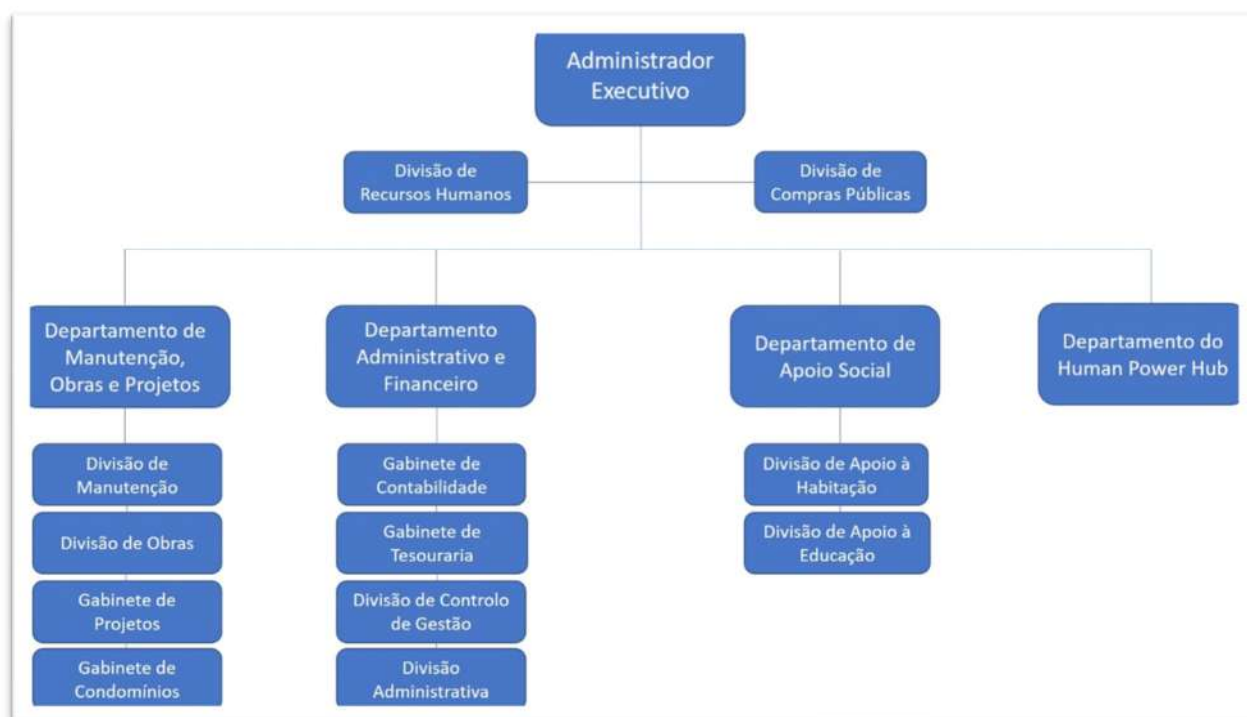 Administrador
Executivo
Divisão de
Recursos Humanos
Divisão de
Compras Públicas
Departamento de
Manutenção,
Obras e Projetos
Departamento
Administrativo e
Financeiro
Departamento de
Apoio Social
Departamento do
Human Power Hub
Divisão de
Manutenção
Divisão de Obras
Gabinete de
Projetos
Gabinete de
Condomínios
Gabinete de
Contabilidade
Gabinete de
Tesouraria
Divisão de Controlo
de Gestão
Divisão
Administrativa
Divisão de Apoio à
Habitação
Divisão de Apoio à
Educação